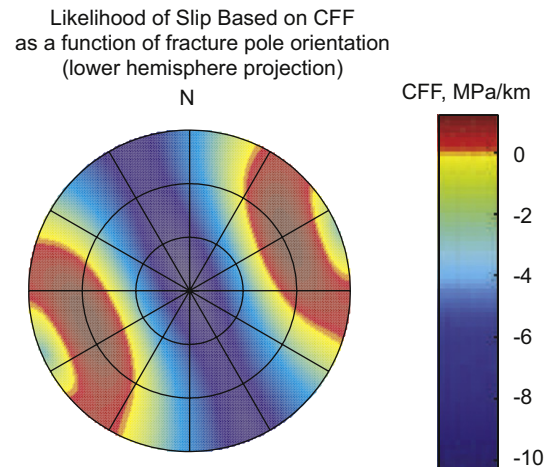 Likelihood of Slip Based on CFF
as a function of fracture pole orientation
(lower hemisphere projection)
N
CFF, MPa/km
0
-2
-4
-6
-8
-10